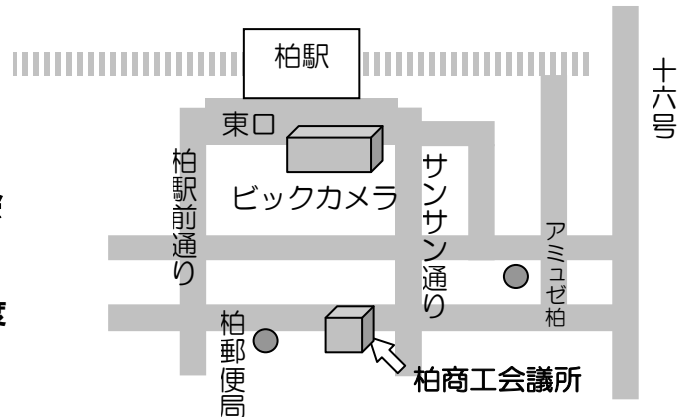 柏駅
十六号
東口
柏駅前通り
ビックカメラ
サンサン通り
アミュゼ柏
度
柏郵便局
柏商工会議所